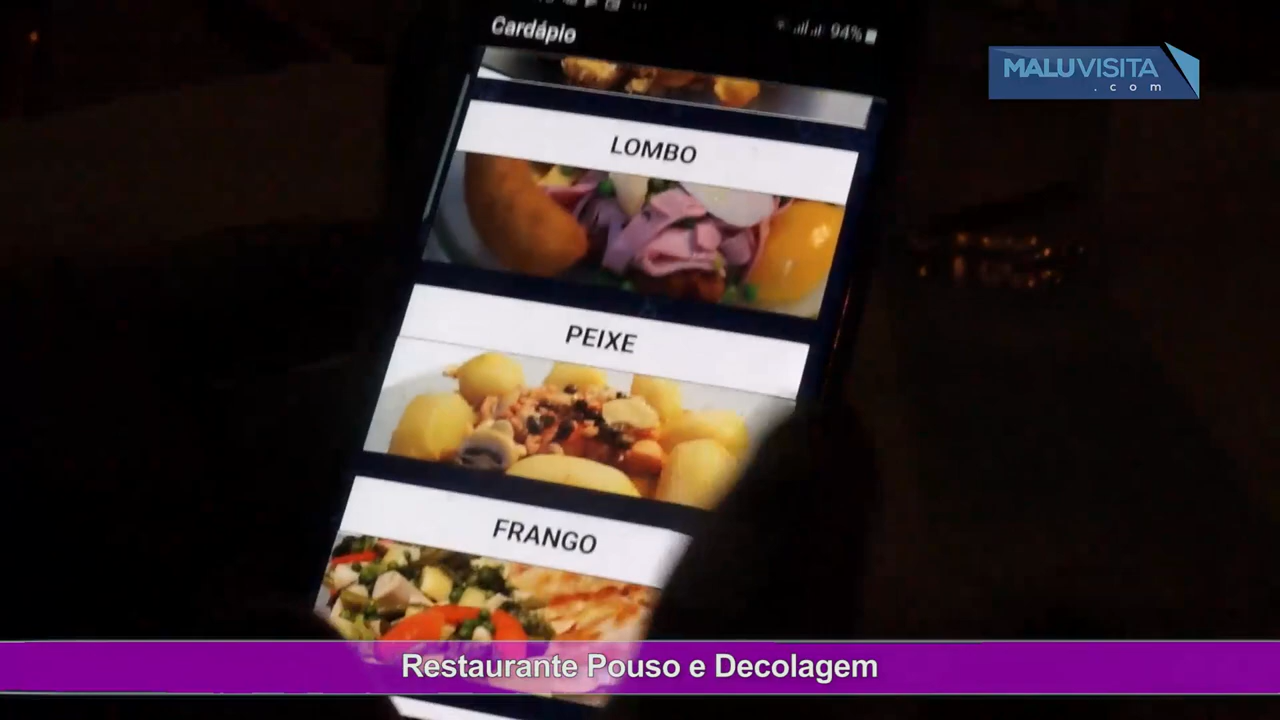 Cardápio
94%
MALUVISITA
.com
LOMBO
PEIXE
FRANGO
Restaurante Pouso e Decolagem